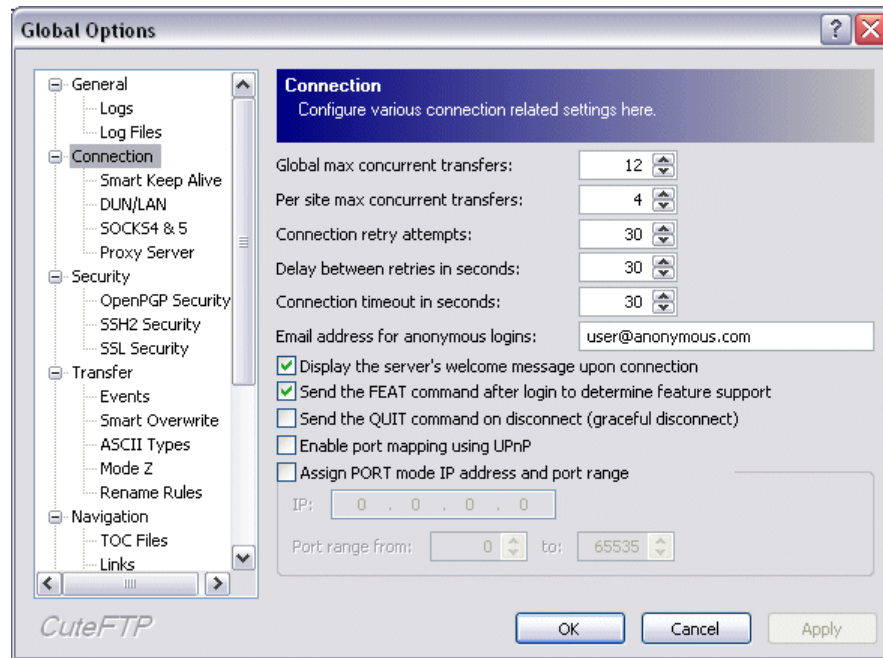 Global Options
General
Logs
Log Files
Connection
Smart Keep Alive
DUN/LAN
SOCKS4 & 5
Proxy Server
Security
OpenPGP Security
SSH2 Security
SSL Security
Transfer
Events
Smart Overwrite
ASCII Types
Mode Z
Rename Rules
Navigation
TOC Files
Links
CuteFTP
Connection
Configure various connection related settings here.
Global max concurrent transfers: 12
Per site max concurrent transfers: 4
Connection retry attempts: 30
Delay between retries in seconds: 30
Connection timeout in seconds: 30
Email address for anonymous logins: user@anonymous.com
Display the server's welcome message upon connection
Send the FEAT command after login to determine feature support
Send the QUIT command on disconnect (graceful disconnect)
Enable port mapping using UPnP
Assign PORT mode IP address and port range
IP: 0 . 0 . 0 . 0
Port range from: 0 to: 65535
OK Cancel Apply